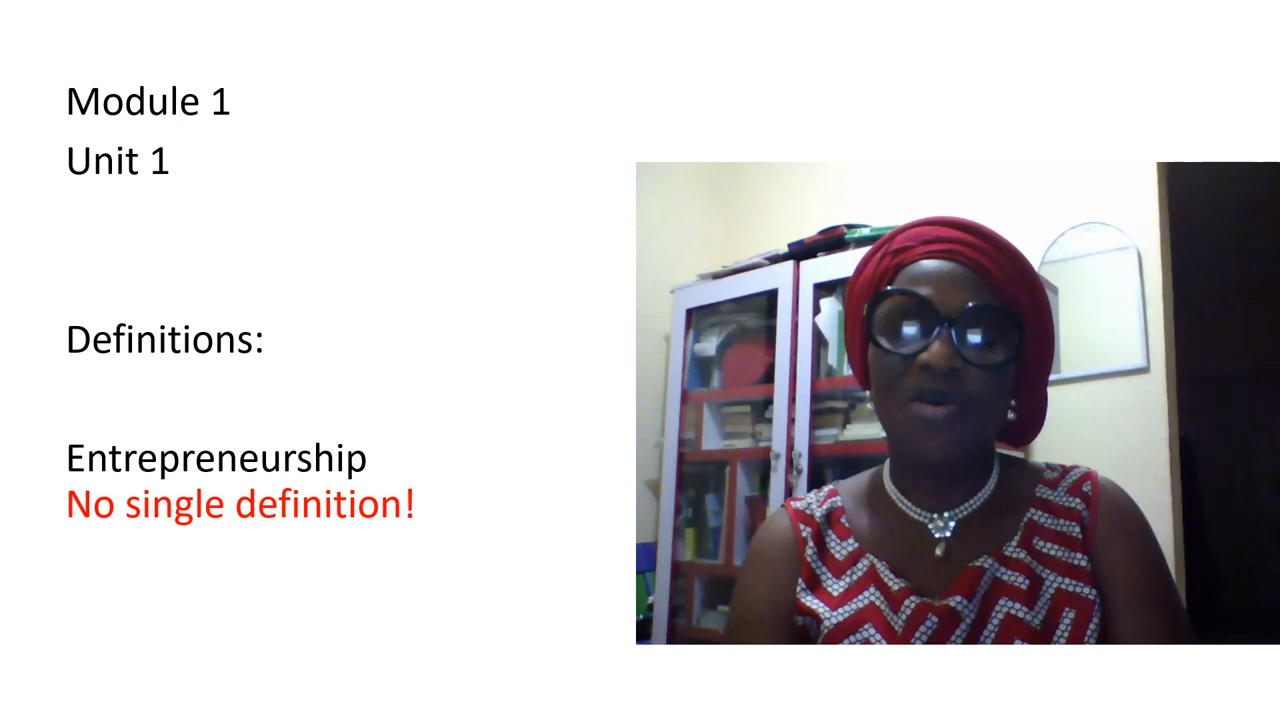 Module 1
Unit 1
Definitions:
Entrepreneurship
No single definition!